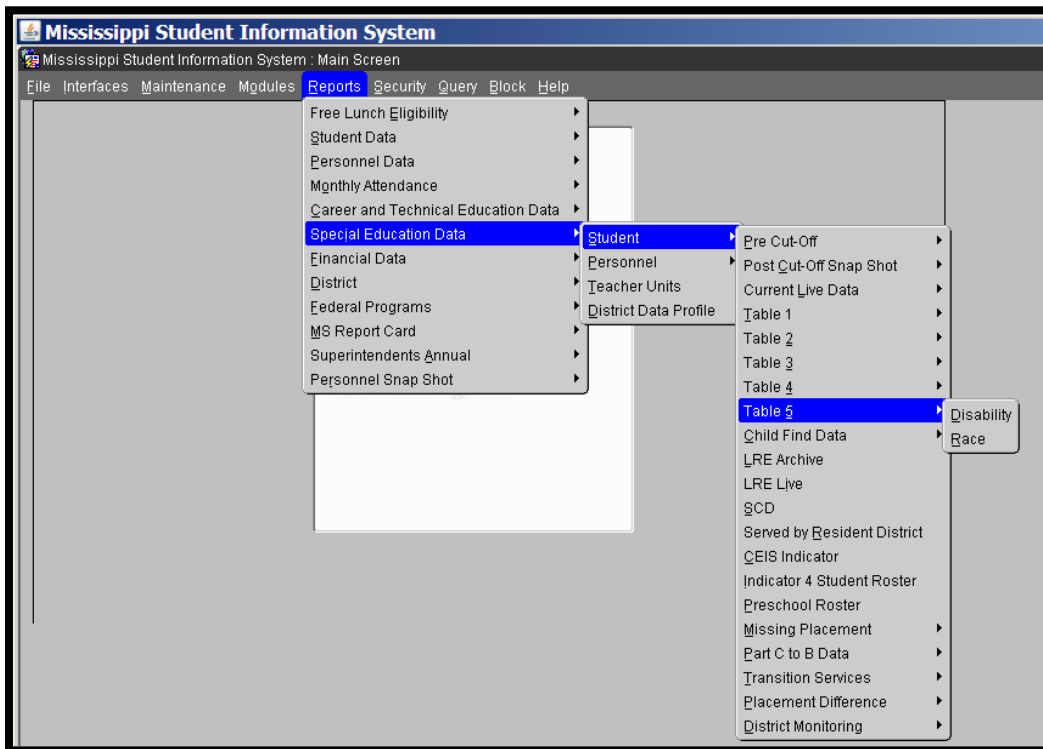 Mississippi Student Information System
Mississippi Student Information System : Main Screen
File Interfaces Maintenance Modules Reports Security Query Block Help
Free Lunch Eligibility
Student Data
Personnel Data
Monthly Attendance
Career and Technical Education Data
Special Education Data
Financial Data
District
Federal Programs
MS Report Card
Superintendents Annual
Personnel Snap Shot
Student
Personnel
Teacher Units
District Data Profile
Pre Cut-Off
Post Cut-Off Snap Shot
Current Live Data
Table 1
Table 2
Table 3
Table 4
Table 5
Child Find Data
LRE Archive
LRE Live
SCD
Served by Resident District
CEIS Indicator
Indicator 4 Student Roster
Preschool Roster
Missing Placement
Part C to B Data
Transition Services
Placement Difference
District Monitoring
Disability
Race